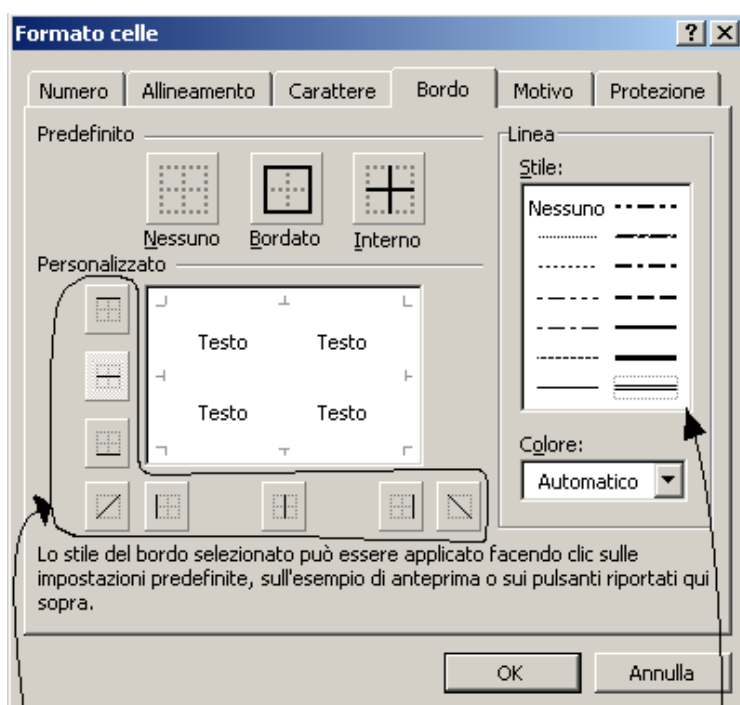 Formato celle
Numero Allineamento Carattere Bordo Motivo Protezione
Predefinito
Nessuno Bordato Interno
Personalizzato
Testo Testo
Testo Testo
Linea
Stile:
Nessuno
Colore:
Automatico
Lo stile del bordo selezionato può essere applicato facendo clic sulle
impostazioni predefinite, sull'esempio di anteprima o sui pulsanti riportati qui
sopra.
OK Annulla